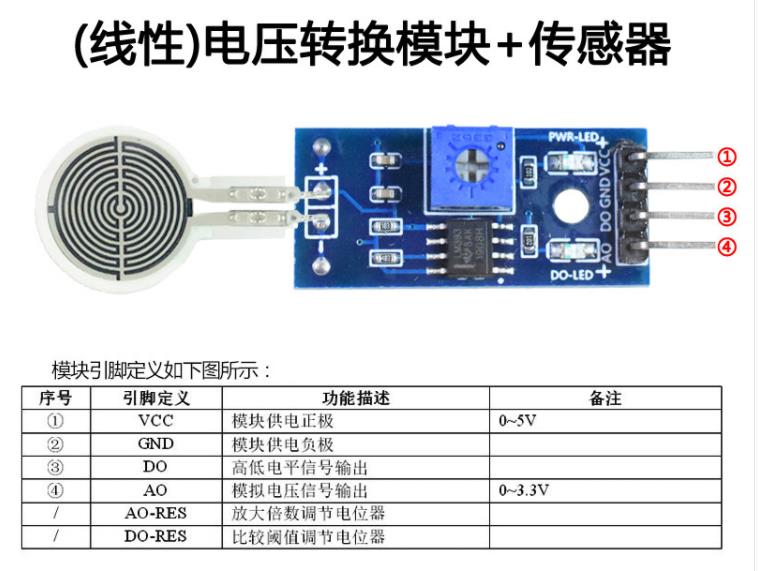 (线性)电压转换模块+传感器
PWR-LED
VCC+
GND
DO
AO
+
DO-LED
+
-
LM393
103
①
②
③
④
模块引脚定义如下图所示：
序号 引脚定义 功能描述 备注
① VCC 模块供电正极 0~5V
② GND 模块供电负极
③ DO 高低电平信号输出
④ AO 模拟电压信号输出 0~3.3V
/ AO-RES 放大倍数调节电位器
/ DO-RES 比较阈值调节电位器